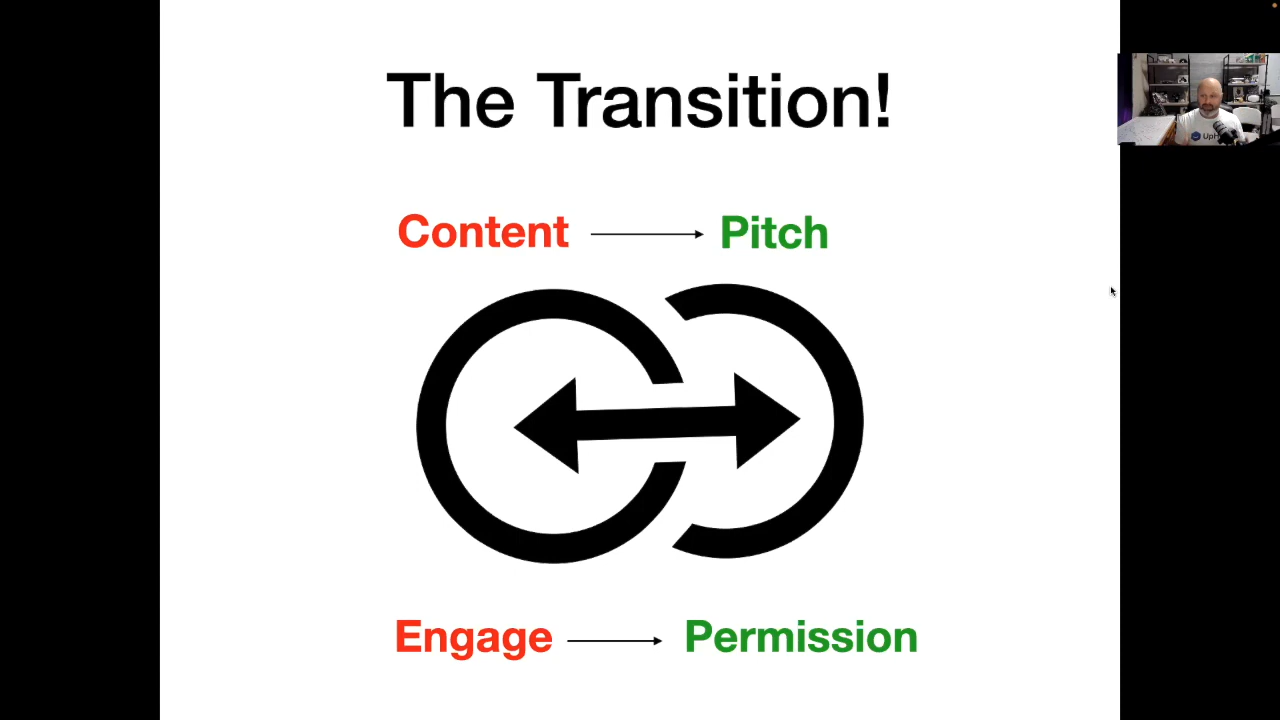 The Transition!
Content Pitch
Engage Permission